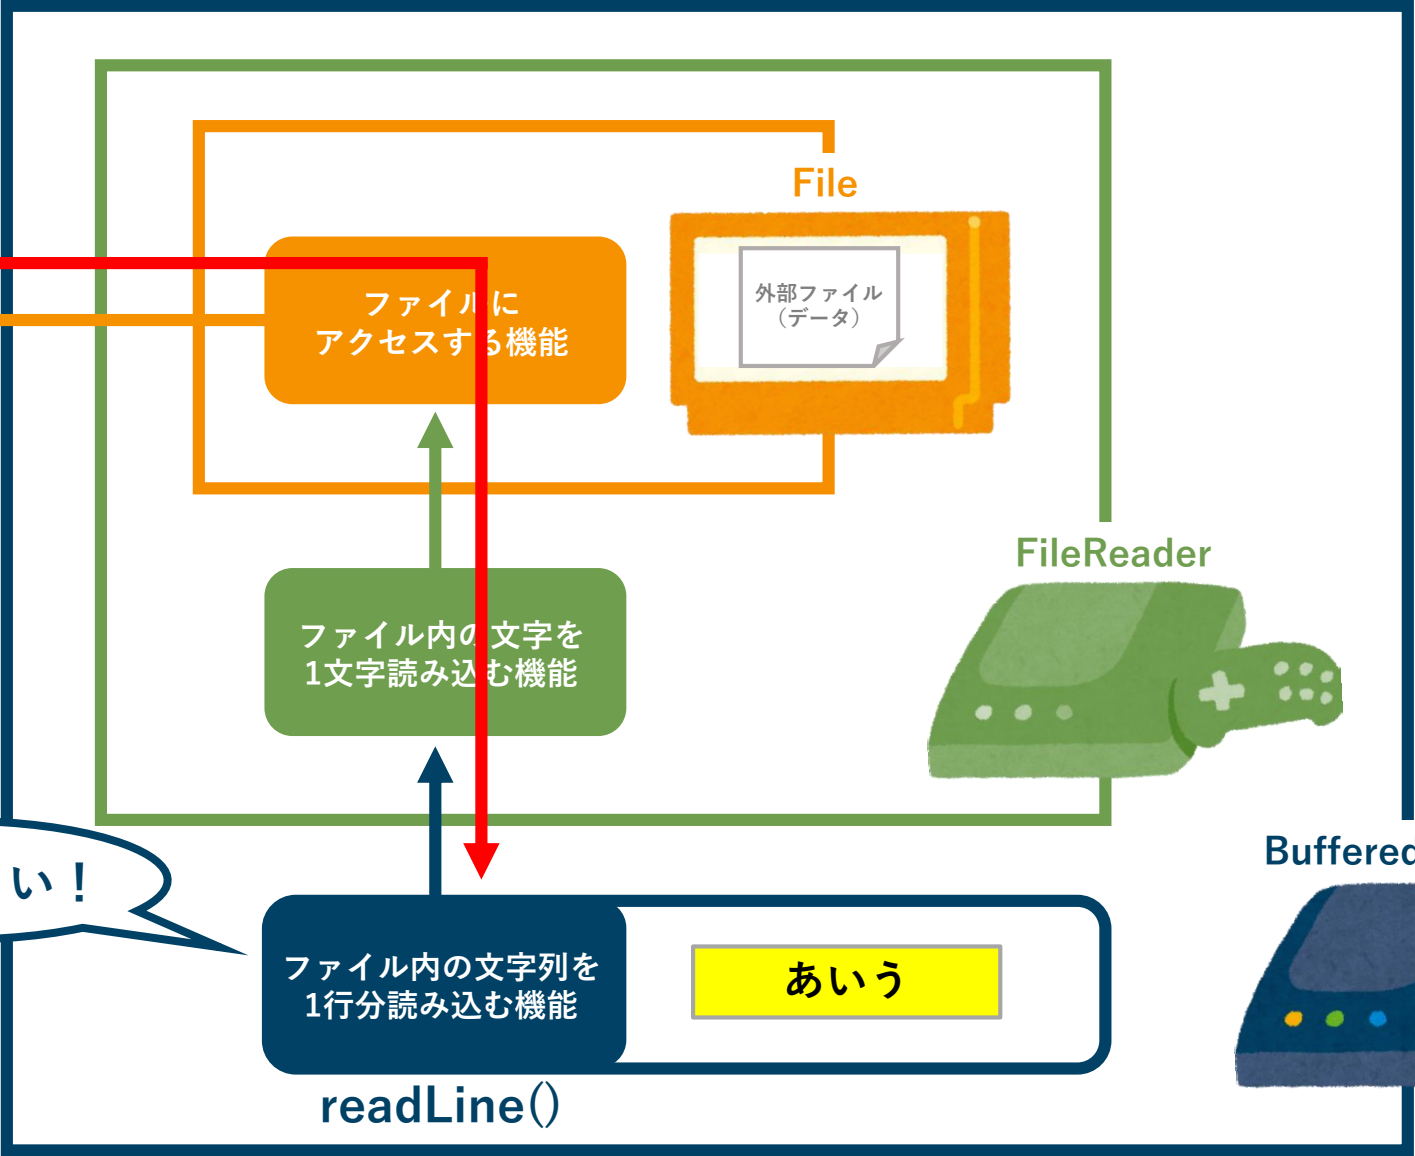 File
外部ファイル
（データ）
ファイルに
アクセスする機能
FileReader
ファイル内の文字を
1文字読み込む機能
Buffered
い！
ファイル内の文字列を
1行分読み込む機能
あいう
readLine()